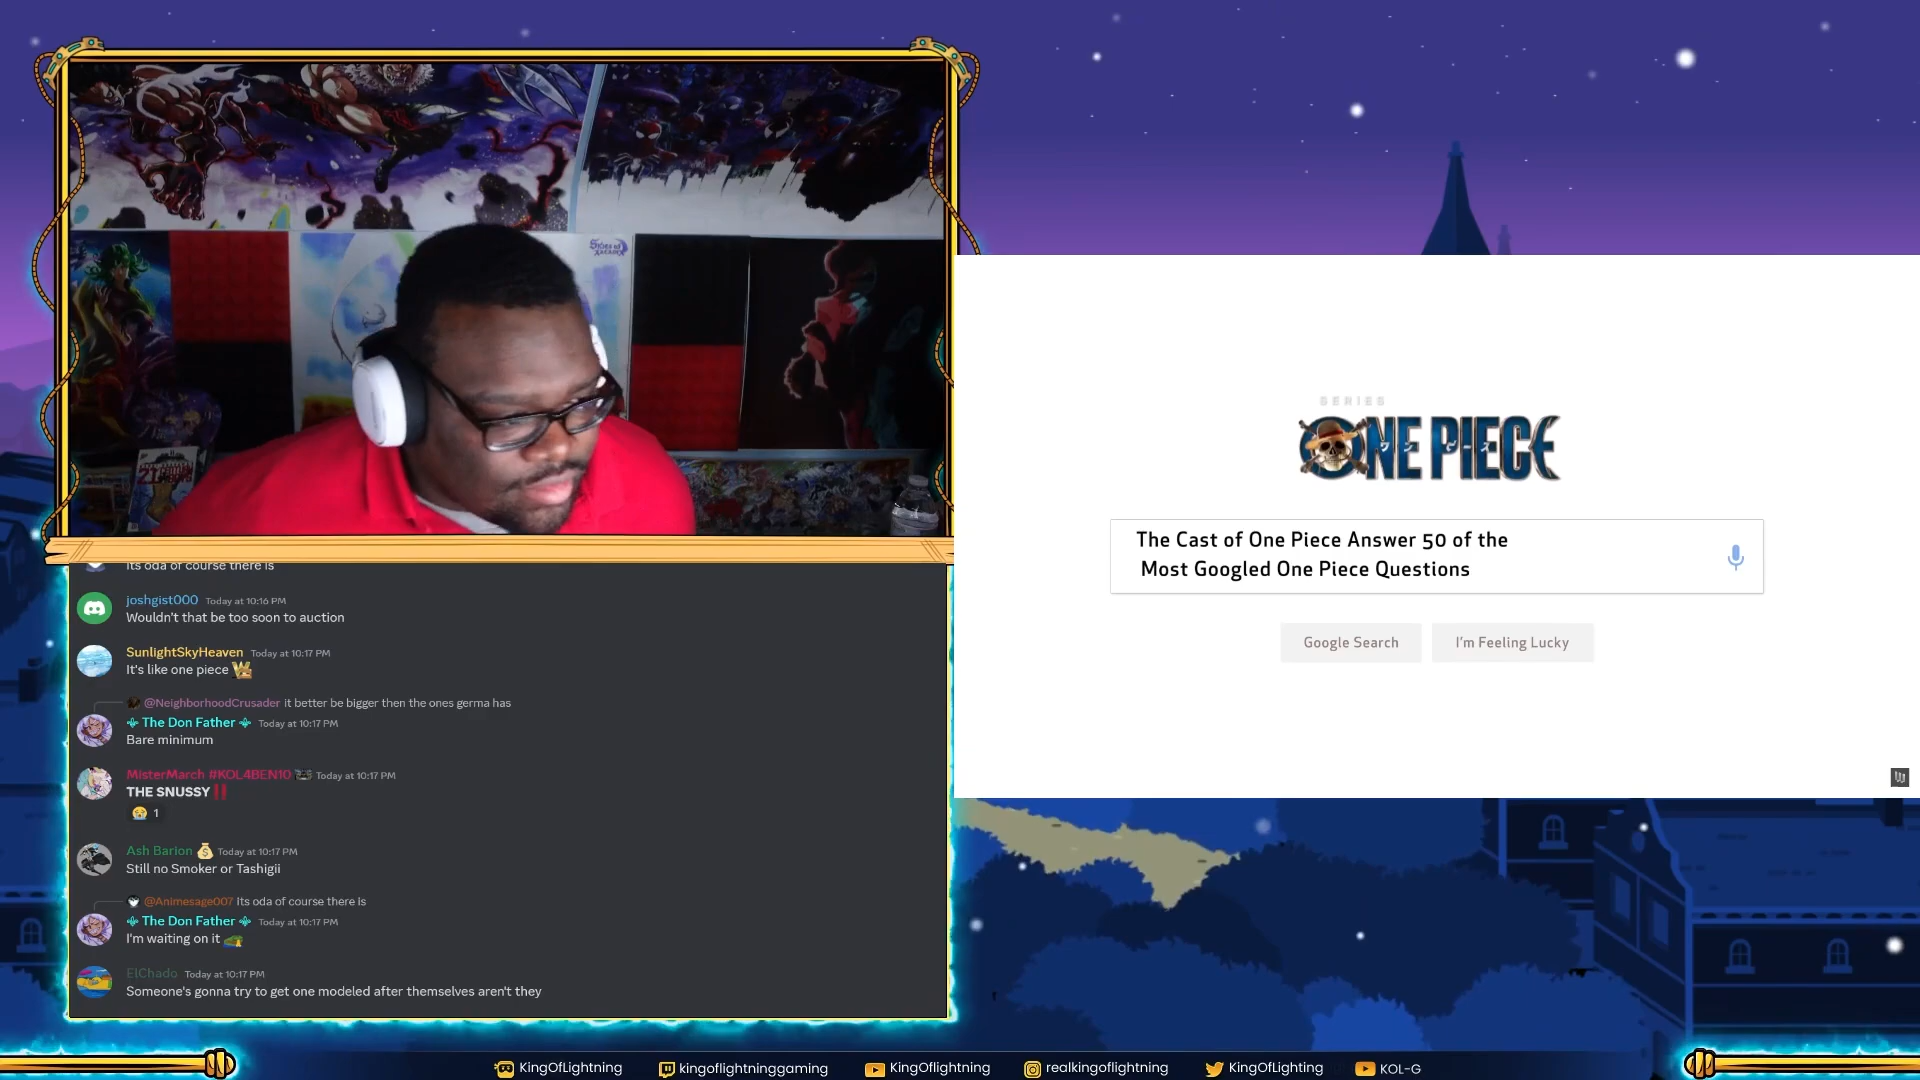 its oda of course there is
joshgist000 Today at 10:16 PM
Wouldn't that be too soon to auction
SunlightSkyHeaven Today at 10:17 PM
It's like one piece
@NeighborhoodCrusader it better be bigger then the ones germa has
The Don Father Today at 10:17 PM
Bare minimum
MisterMarch #KOL4BEN10 Today at 10:17 PM
THE SNUSSY
1
Ash Barion Today at 10:17 PM
Still no Smoker or Tashigii
@Animesage007 Its oda of course there is
The Don Father Today at 10:17 PM
I'm waiting on it
ElChado Today at 10:17 PM
Someone's gonna try to get one modeled after themselves aren't they
SERIES
ONE PIECE
The Cast of One Piece Answer 50 of the
Most Googled One Piece Questions
Google Search I'm Feeling Lucky
W
KingOfLightning kingoflightninggaming KingOflightning realkingoflightning KingOfLighting KOL-G